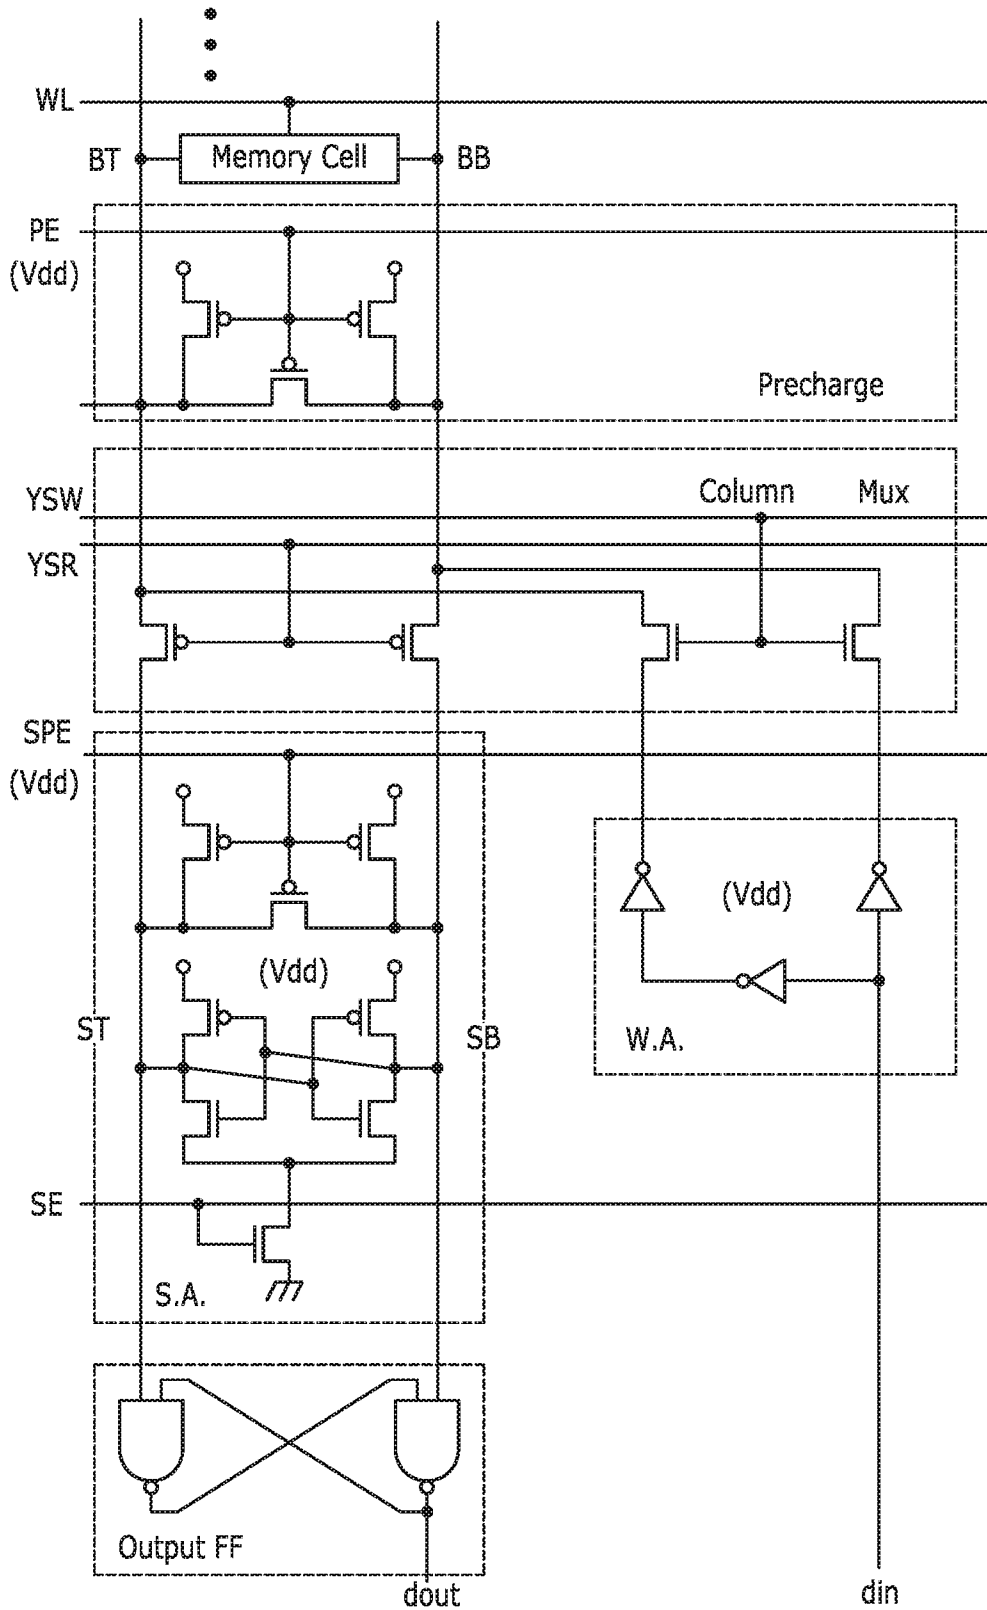 WL
BT
Memory Cell
BB
PE
(Vdd)
Precharge
YSW
Column Mux
YSR
SPE
(Vdd)
(Vdd)
(Vdd)
ST
SB
W.A.
SE
S.A.
Output FF
dout
din